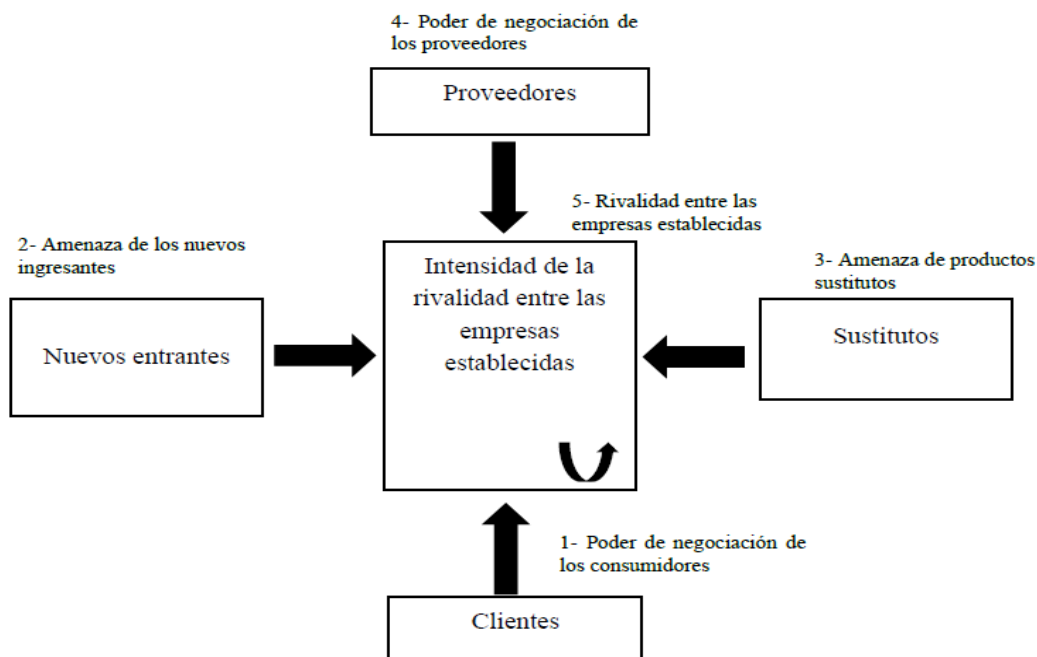 4- Poder de negociación de
los proveedores
Proveedores
5- Rivalidad entre las
empresas establecidas
2- Amenaza de los nuevos
ingresantes
3- Amenaza de productos
sustitutos
Intensidad de la
rivalidad entre las
empresas
establecidas
Nuevos entrantes
Sustitutos
1- Poder de negociación de
los consumidores
Clientes